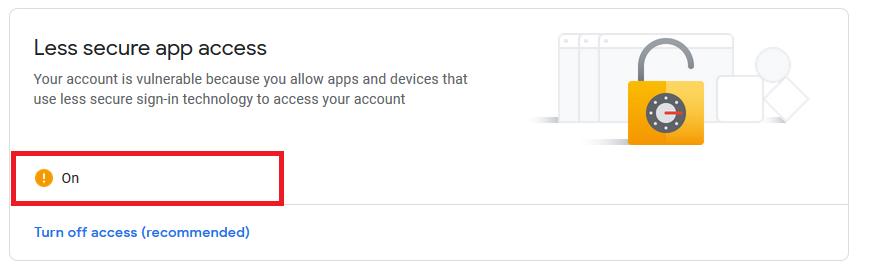 Less secure app access
Your account is vulnerable because you allow apps and devices that
use less secure sign-in technology to access your account
On
Turn off access (recommended)